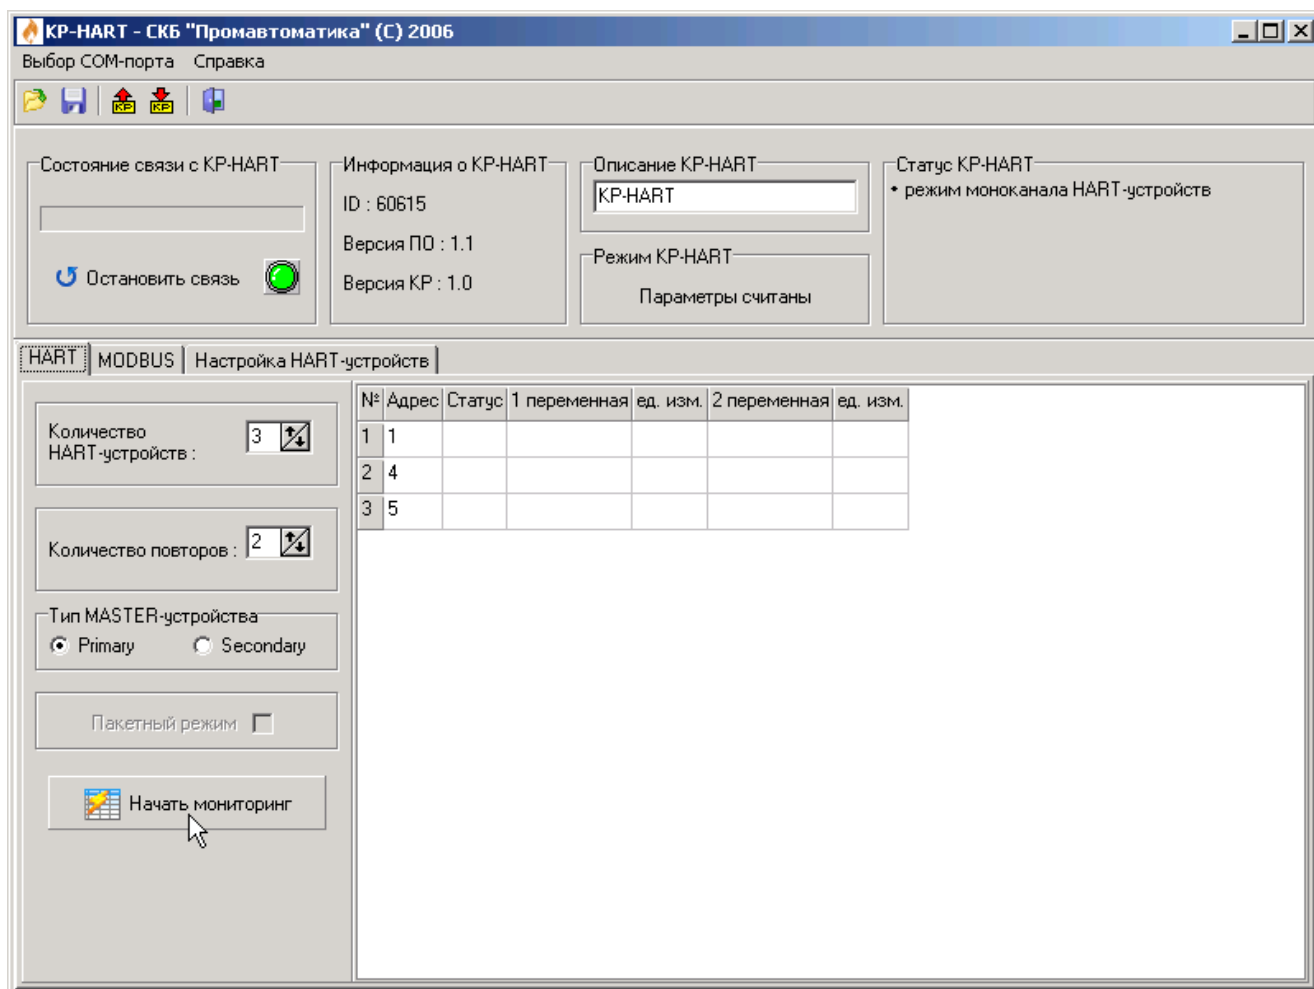 КР-HART - СКБ "Промавтоматика" (С) 2006
Выбор COM-порта Справка
КР КР
Состояние связи с КР-HART
Остановить связь
Информация о КР-HART
ID : 60615
Версия ПО : 1.1
Версия КР : 1.0
Описание КР-HART
КР-HART
Режим КР-HART
Параметры считаны
Статус КР-HART
• режим моноканала HART-устройств
HART MODBUS Настройка HART-устройств
Количество
HART-устройств : 3
Количество повторов : 2
Тип MASTER-устройства
Primary Secondary
Пакетный режим
Начать мониторинг
№ Адрес Статус 1 переменная ед. изм. 2 переменная ед. изм.
1 1
2 4
3 5